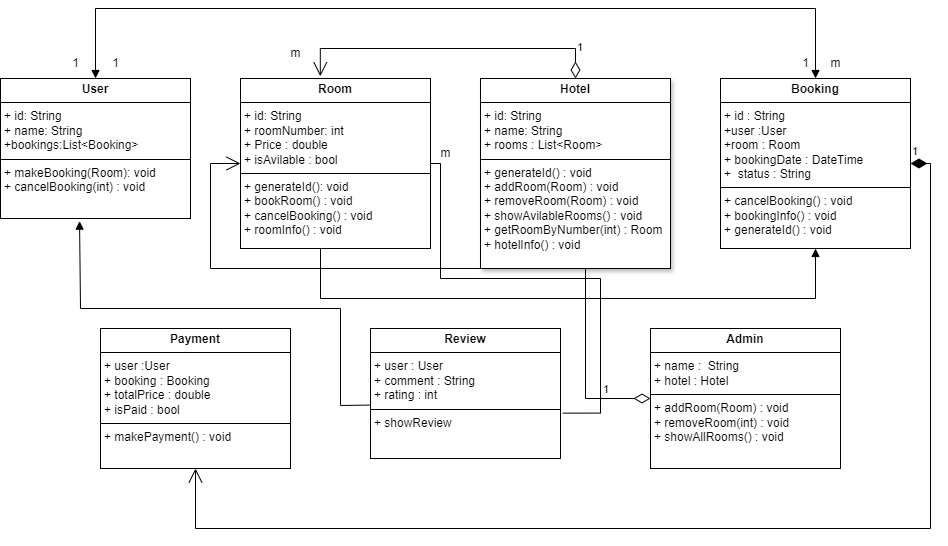 1
m
1
1
1
m
User
+ id: String
+ name: String
+bookings:List<Booking>
+ makeBooking(Room): void
+ cancelBooking(int) : void
Room
+ id: String
+ roomNumber: int
+ Price : double
+ isAvilable : bool
+ generateId(): void
+ bookRoom() : void
+ cancelBooking() : void
+ roomInfo() : void
m
Hotel
+ id: String
+ name: String
+ rooms : List<Room>
+ generateId() : void
+ addRoom(Room) : void
+ removeRoom(Room) : void
+ showAvilableRooms() : void
+ getRoomByNumber(int) : Room
+ hotelInfo() : void
Booking
+ id : String
+user :User
+room : Room
+ bookingDate : DateTime
+ status : String
+ cancelBooking() : void
+ bookingInfo() : void
+ generateId() : void
1
Payment
+ user :User
+ booking : Booking
+ totalPrice : double
+ isPaid : bool
+ makePayment() : void
Review
+ user : User
+ comment : String
+ rating : int
+ showReview
1
Admin
+ name : String
+ hotel : Hotel
+ addRoom(Room) : void
+ removeRoom(int) : void
+ showAllRooms() : void